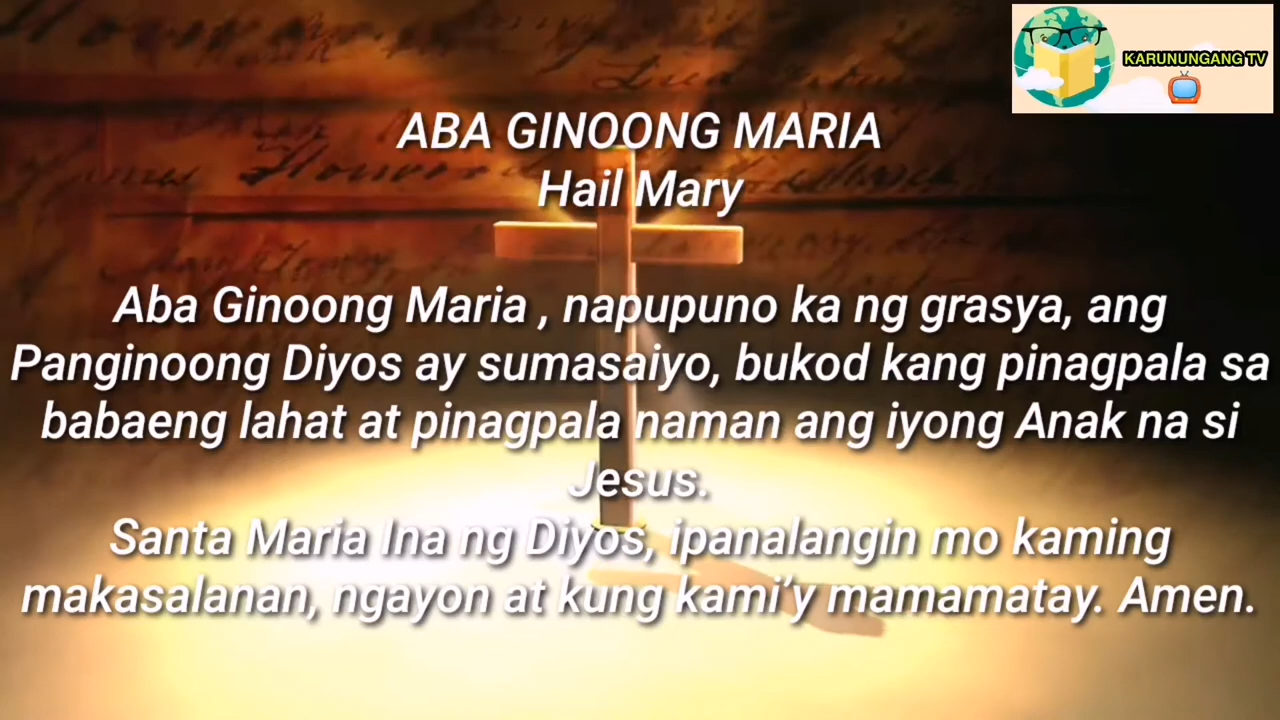 KARUNUNGANG TV
ABA GINOONG MARIA
Hail Mary
Aba Ginoong Maria , napupuno ka ng grasya, ang
Panginoong Diyos ay sumasaiyo, bukod kang pinagpala sa
babaeng lahat at pinagpala naman ang iyong Anak na si
Jesus.
Santa Maria Ina ng Diyos, ipanalangin mo kaming
makasalanan, ngayon at kung kami’y mamamatay. Amen.